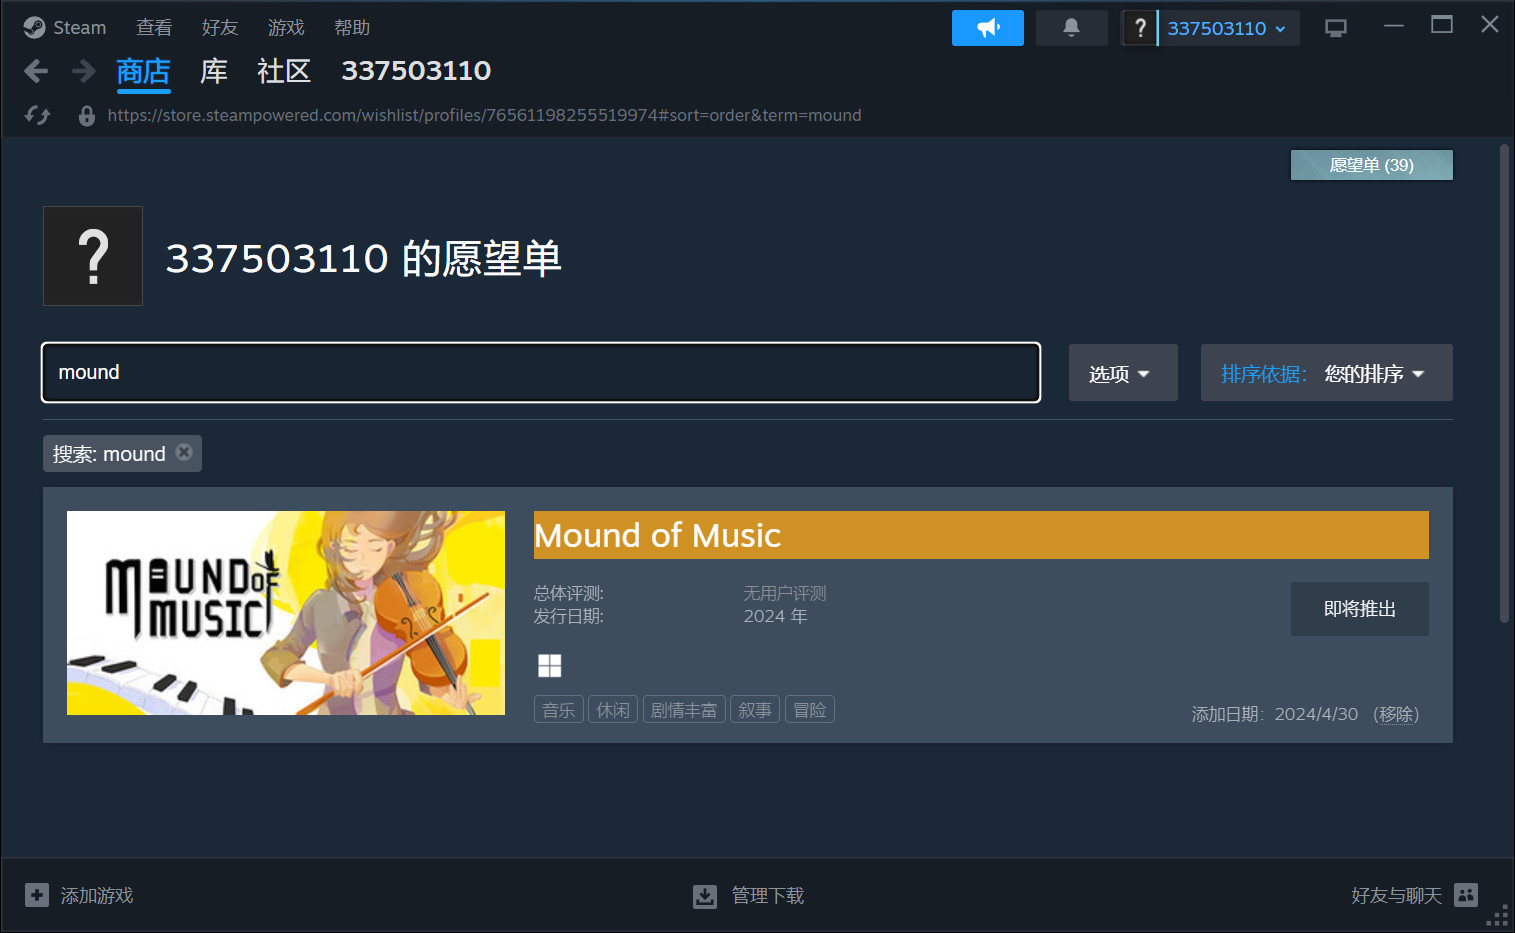 Steam 查看 好友 游戏 帮助 ? 337503110
商店 库 社区 337503110
https://store.steampowered.com/wishlist/profiles/76561198255519974#sort=order&term=mound
愿望单 (39)
? 337503110 的愿望单
mound 选项 排序依据： 您的排序
搜索: mound
MOUND OF
MUSIC
Mound of Music
总体评测: 无用户评测
发行日期: 2024 年
即将推出
音乐 休闲 剧情丰富 叙事 冒险
添加日期： 2024/4/30 （移除）
添加游戏 管理下载 好友与聊天